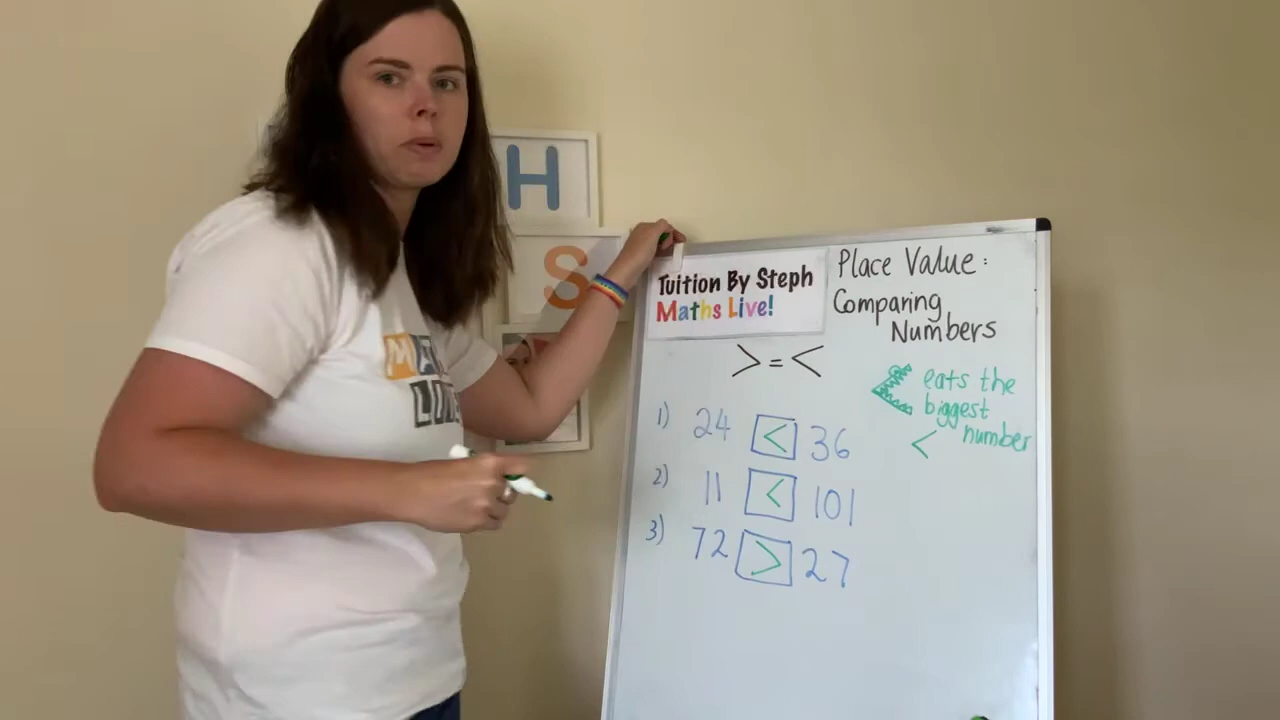 H
S
Tuition By Steph
Maths Live!
Place Value:
Comparing
Numbers
> = <
eats the
biggest
number
<
1) 24 < 36
2) 11 < 101
3) 72 > 27